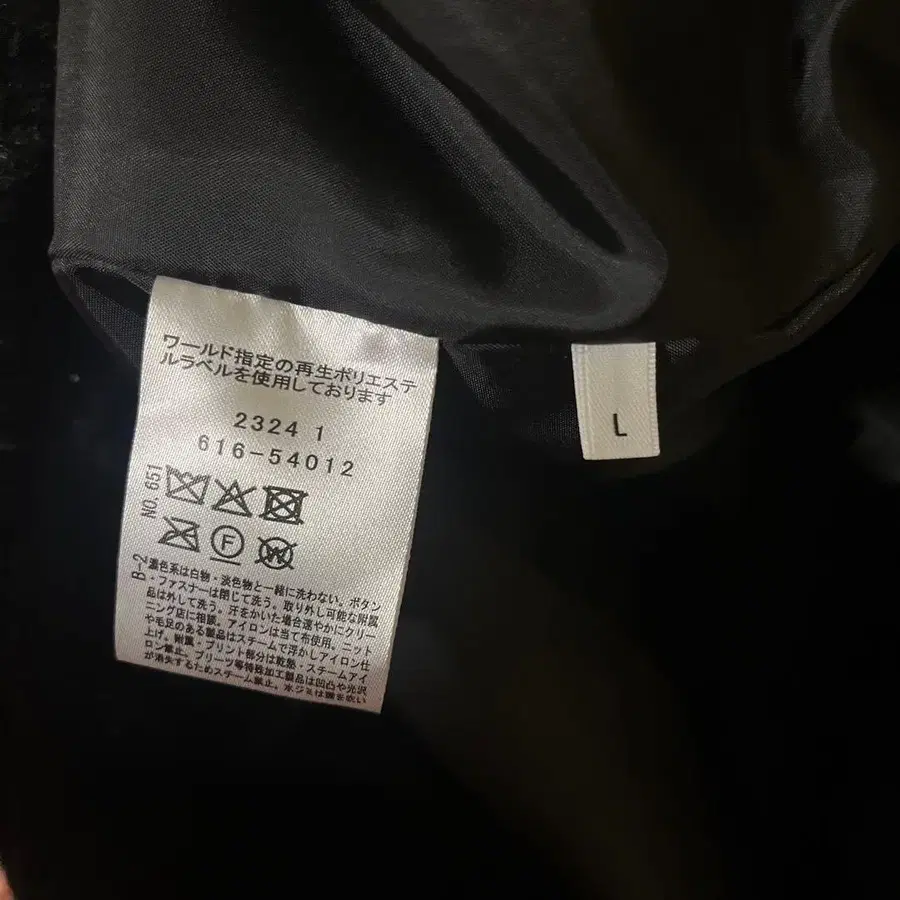 ワールド指定の再生ポリエステ
ルラベルを使用しております
2324 1
616-54012
NO. 651
F
W
B-2
濃色系は白物・淡色物と一緒に洗わない。ボタン
・ファスナーは閉じて洗う。取り外し可能な附属
品は外して洗う。汗をかいた場合速やかにクリー
ニング店に相談。アイロンは当て布使用。ニット
や毛足のある製品はスチームで浮かしアイロン仕
上げ。附属・プリント部分は乾燥・スチームアイ
ロン禁止。プリーツ等特殊加工製品は凹凸や光沢
が消失するためスチーム禁止。水ジミは霧を吹い
L